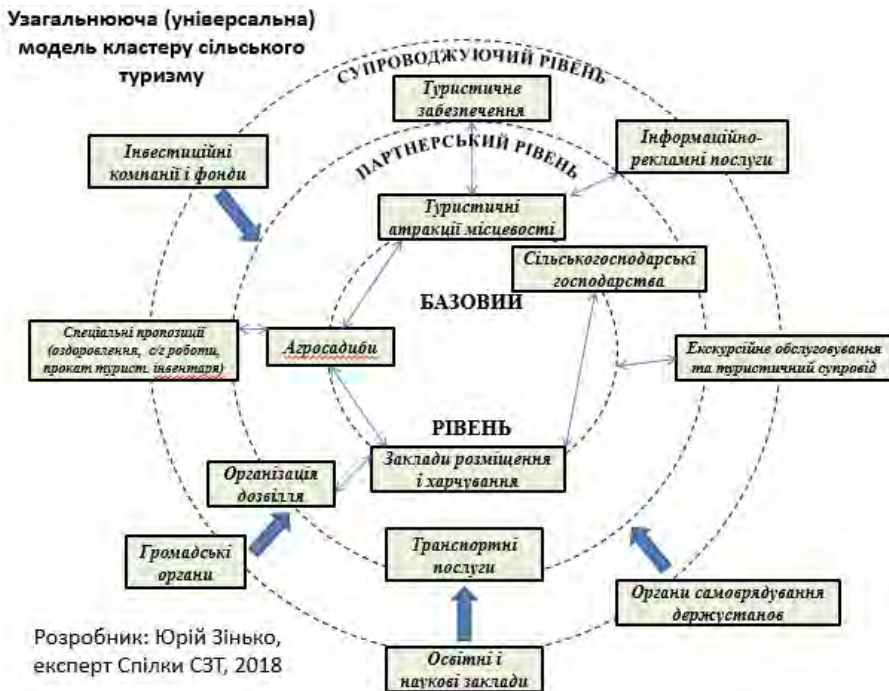 Узагальнююча (універсальна)
модель кластеру сільського
туризму
СУПРОВОДЖУЮЧИЙ РІВЕНЬ
Туристичне
забезпечення
Інвестиційні
компанії і фонди
ПАРТНЕРСЬКИЙ РІВЕНЬ
Інформаційно-
рекламні послуги
Туристичні
атракції місцевості
Сільськогосподарські
господарства
БАЗОВИЙ
Спеціальні пропозиції
(оздоровлення, с/г роботи,
прокат турист. інвентаря)
Агросадиби
Екскурсійне обслуговування
та туристичний супровід
РІВЕНЬ
Заклади розміщення
і харчування
Організація
дозвілля
Громадські
органи
Транспортні
послуги
Органи самоврядування
держустанов
Розробник: Юрій Зінько,
експерт Спілки СЗТ, 2018
Освітні і
наукові заклади